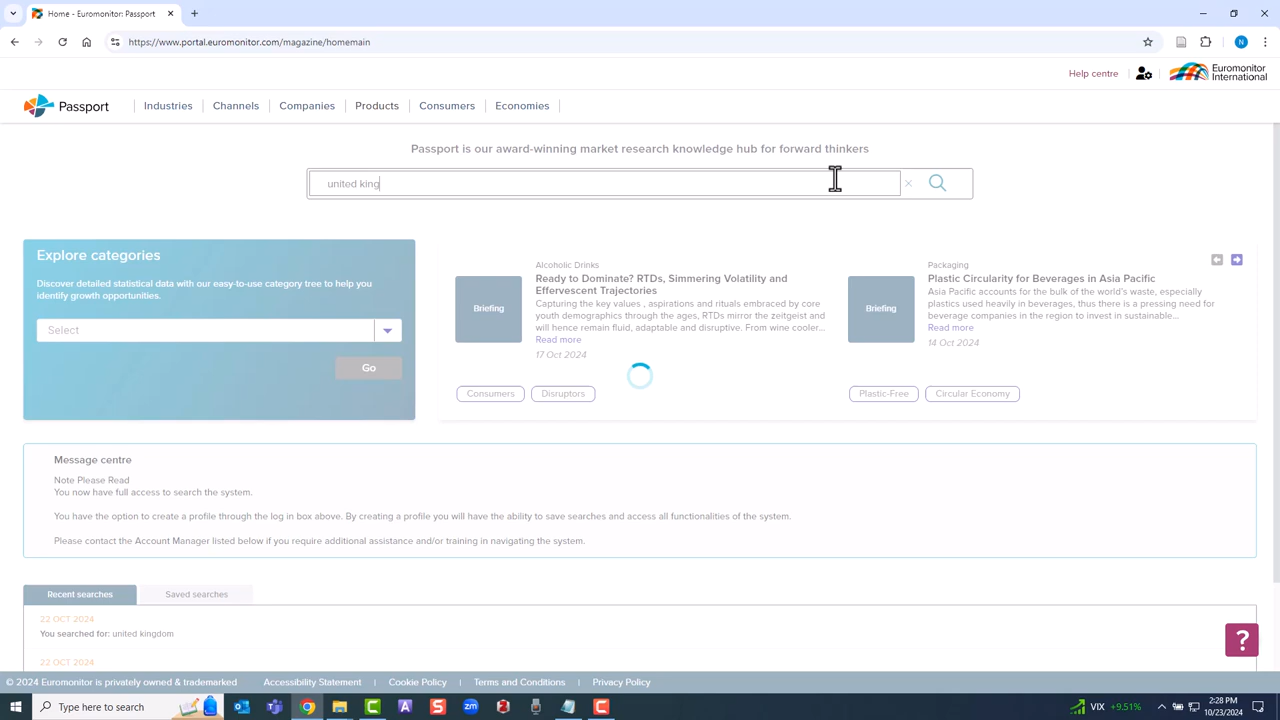 Home - Euromonitor: Passport
https://www.portal.euromonitor.com/magazine/homemain
N
Help centre
Euromonitor
International
Passport
Industries
Channels
Companies
Products
Consumers
Economies
Passport is our award-winning market research knowledge hub for forward thinkers
united king
Explore categories
Discover detailed statistical data with our easy-to-use category tree to help you
identify growth opportunities.
Select
Go
Briefing
Alcoholic Drinks
Ready to Dominate? RTDs, Simmering Volatility and
Effervescent Trajectories
Capturing the key values , aspirations and rituals embraced by core
youth demographics through the ages, RTDs mirror the zeitgeist and
will hence remain fluid, adaptable and disruptive. From wine cooler...
Read more
17 Oct 2024
Consumers
Disruptors
Briefing
Packaging
Plastic Circularity for Beverages in Asia Pacific
Asia Pacific accounts for the bulk of the world's waste, especially
plastics used heavily in beverages, thus there is a pressing need for
beverage companies in the region to invest in sustainable...
Read more
14 Oct 2024
Plastic-Free
Circular Economy
Message centre
Note Please Read
You now have full access to search the system.
You have the option to create a profile through the log in box above. By creating a profile you will have the ability to save searches and access all functionalities of the system.
Please contact the Account Manager listed below if you require additional assistance and/or training in navigating the system.
Recent searches
Saved searches
22 OCT 2024
You searched for: united kingdom
22 OCT 2024
?
© 2024 Euromonitor is privately owned & trademarked
Accessibility Statement
Cookie Policy
Terms and Conditions
Privacy Policy
Type here to search
VIX +9.51%
2:28 PM
10/23/2024